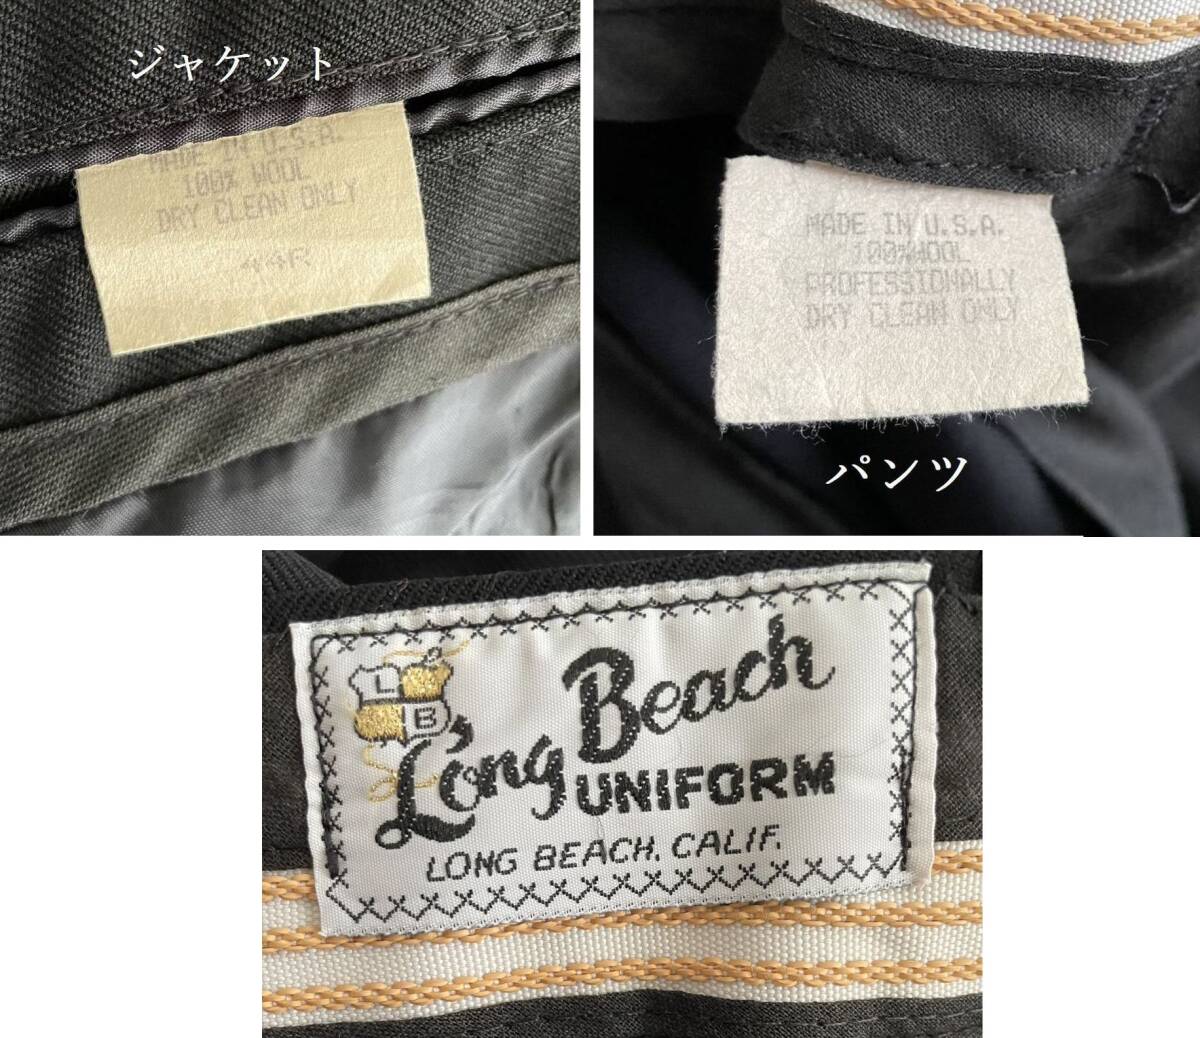 ジャケット
MADE IN U.S.A.
100% WOOL
DRY CLEAN ONLY
44R
MADE IN U.S.A.
100%WOOL
PROFESSIONALLY
DRY CLEAN ONLY
パンツ
L
B
Long Beach
UNIFORM
LONG BEACH, CALIF.